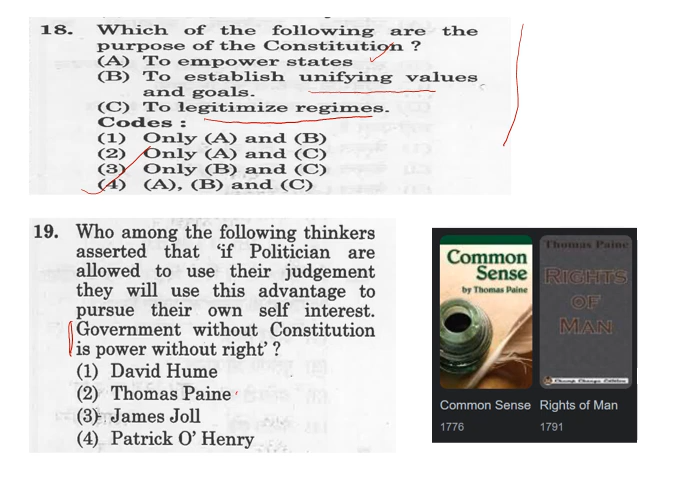 18. Which of the following are the
purpose of the Constitution ?
(A) To empower states
(B) To establish unifying values
and goals.
(C) To legitimize regimes.
Codes :
(1) Only (A) and (B)
(2) Only (A) and (C)
(3) Only (B) and (C)
(4) (A), (B) and (C)
19. Who among the following thinkers
asserted that 'if Politician are
allowed to use their judgement
they will use this advantage to
pursue their own self interest.
Government without Constitution
is power without right' ?
(1) David Hume
(2) Thomas Paine
(3) James Joll
(4) Patrick O' Henry
Common
Sense
by Thomas Paine
Thomas Paine
RIGHTS
OF
MAN
Common Sense
1776
Rights of Man
1791